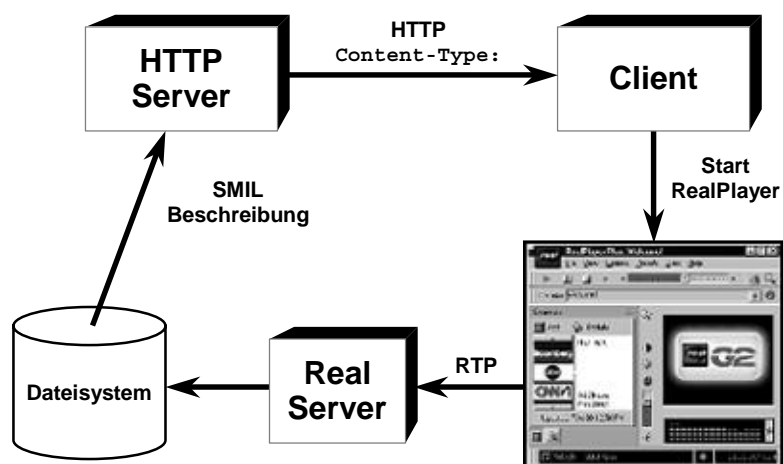 HTTP
Content-Type:
HTTP
Server
Client
SMIL
Beschreibung
Start
RealPlayer
Dateisystem
Real
Server
RTP
G2